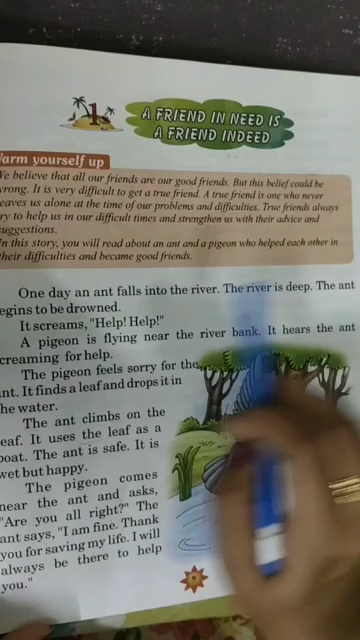 1
A FRIEND IN NEED IS
A FRIEND INDEED
arm yourself up
We believe that all our friends are our good friends. But this belief could be
wrong. It is very difficult to get a true friend. A true friend is one who never
eaves us alone at the time of our problems and difficulties. True friends always
ry to help us in our difficult times and strengthen us with their advice and
suggestions.
In this story, you will read about an ant and a pigeon who helped each other in
their difficulties and became good friends.
One day an ant falls into the river. The river is deep. The ant
egins to be drowned.
It screams, "Help! Help!"
A pigeon is flying near the river bank. It hears the ant
creaming for help.
The pigeon feels sorry for the
nt. It finds a leaf and drops it in
he water.
The ant climbs on the
eaf. It uses the leaf as a
boat. The ant is safe. It is
wet but happy.
The pigeon comes
near the ant and asks,
"Are you all right?" The
ant says, "I am fine. Thank
you for saving my life. I will
always be there to help
you."